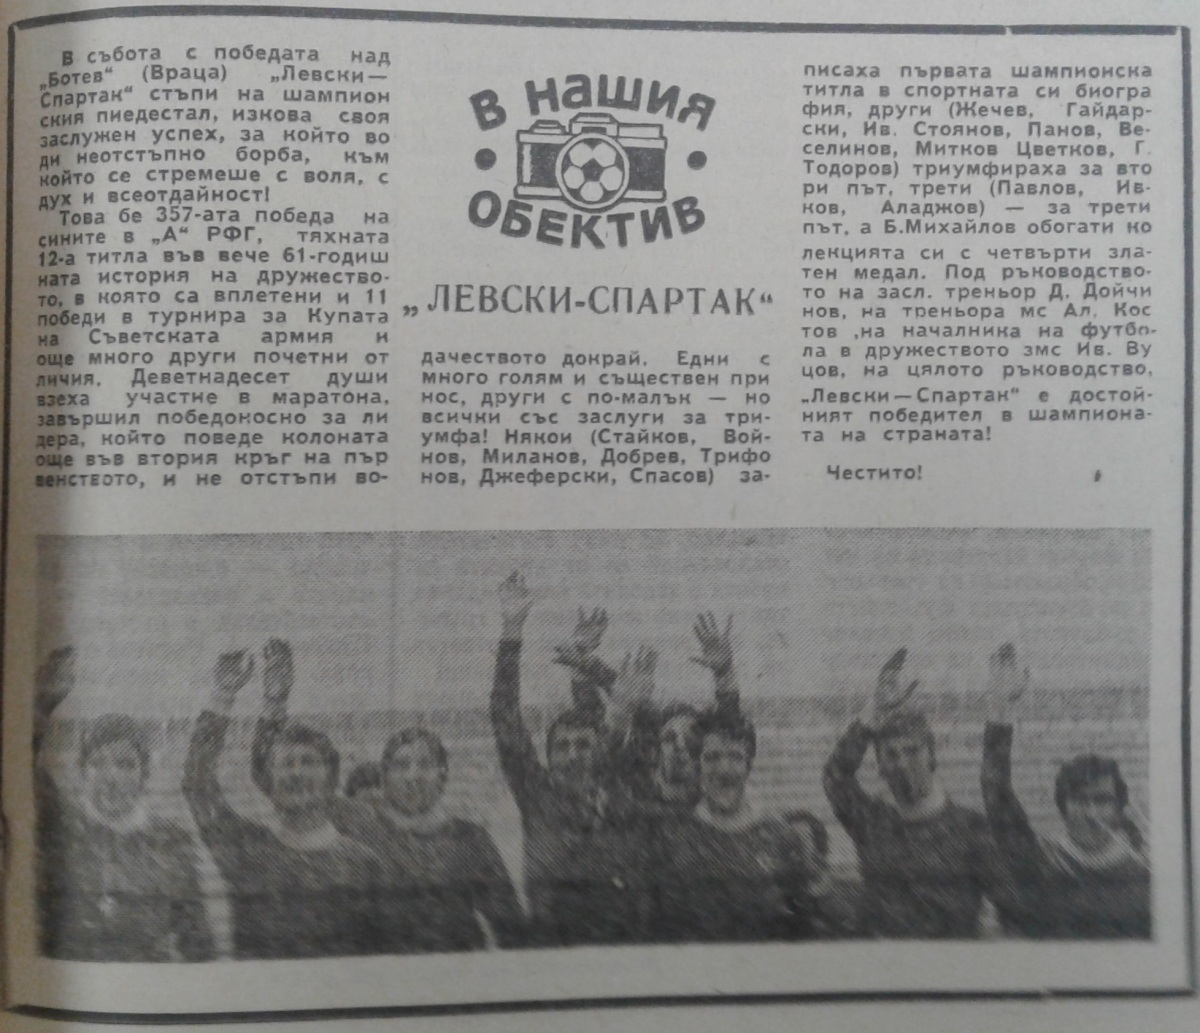 В събота с победата над
„Ботев“ (Враца) „Левски—
Спартак“ стъпи на шампион
ския пиедестал, изкова своя
заслужен успех, за който во
ди неотстъпно борба, към
който се стремеше с воля, с
дух и всеотдайност!
Това бе 357-ата победа на
сините в „А“ РФГ, тяхната
12-а титла във вече 61-годиш
ната история на дружество-
то, в която са вплетени и 11
победи в турнира за Купата
на Съветската армия и
още много други почетни от
личия. Деветнадесет души
взеха участие в маратона,
завършил победоносно за ли
дера, който поведе колоната
още във втория кръг на пър
венството, и не отстъпи во-
В НАШИЯ
ОБЕКТИВ
„ЛЕВСКИ-СПАРТАК“
дачеството докрай. Едни с
много голям и съществен при
нос, други с по-малък — но
всички със заслуги за три-
умфа! Някои (Стайков, Вой-
нов, Миланов, Добрев, Трифо
нов, Джеферски, Спасов) за-
писаха първата шампионска
титла в спортната си биогра
фия, други (Жечев, Гайдар-
ски, Ив. Стоянов, Панов, Ве-
селинов, Митков Цветков, Г.
Тодоров) триумфираха за вто
ри път, трети (Павлов, Ив-
ков, Аладжов) — за трети
път, а Б.Михайлов обогати ко
лекцията си с четвърти зла-
тен медал. Под ръководство-
то на засл. треньор Д. Дойчи
нов, на треньора мс Ал. Кос
тов ,на началника на футбо-
ла в дружеството змс Ив. Ву
цов, на цялото ръководство,
„Левски—Спартак“ е достой-
ният победител в шампиона-
та на страната!
Честито!